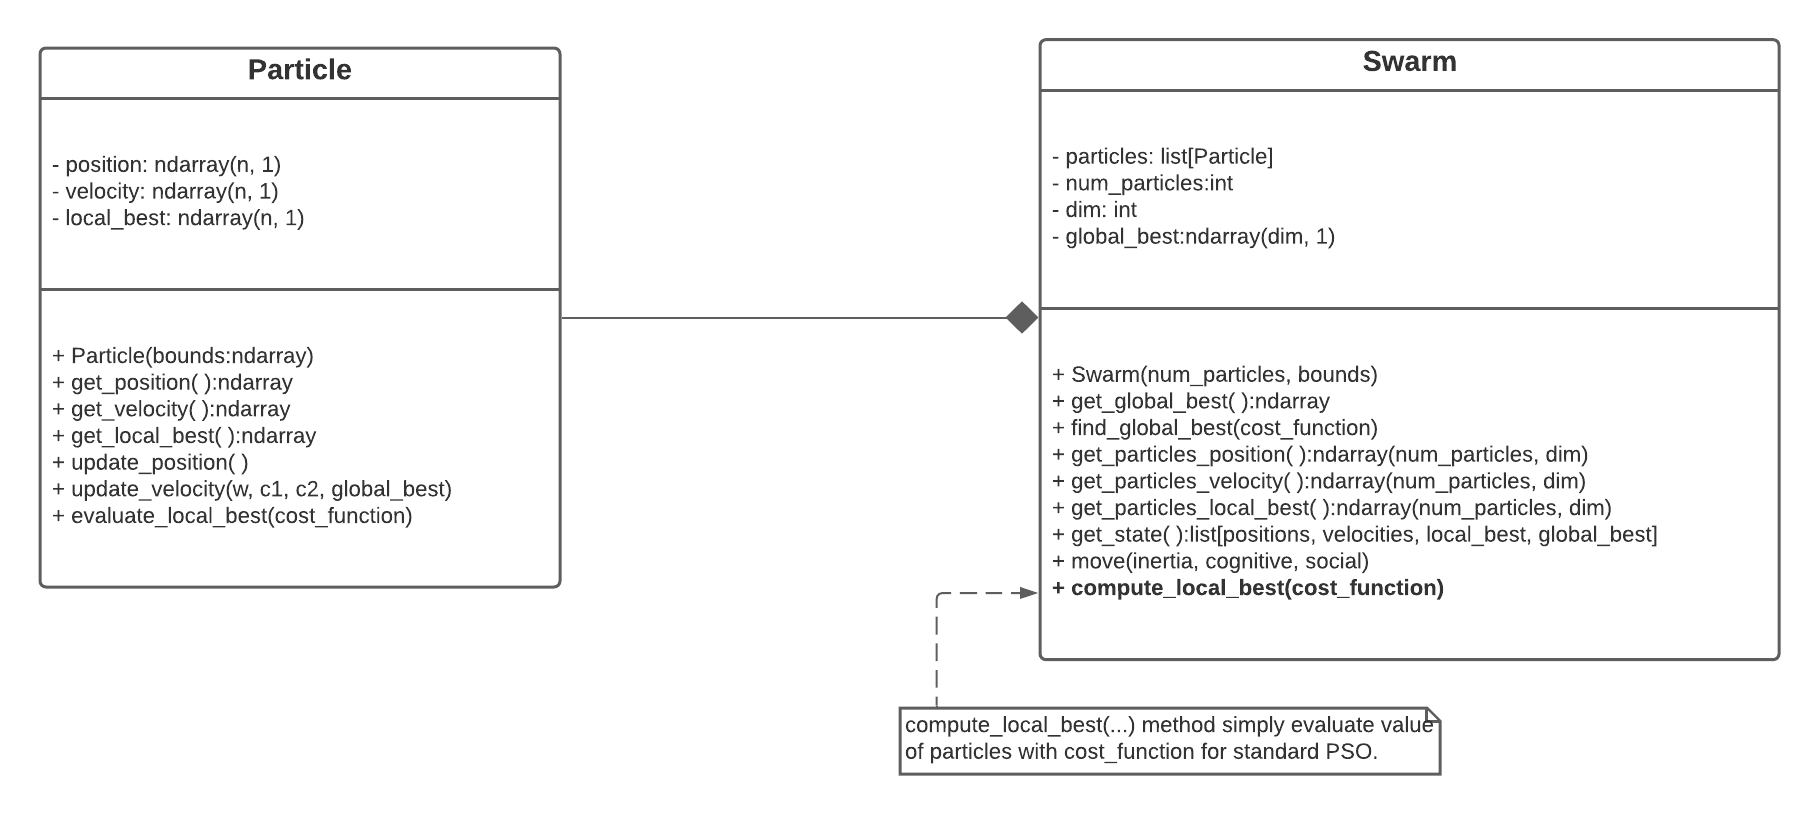 Particle
- position: ndarray(n, 1)
- velocity: ndarray(n, 1)
- local_best: ndarray(n, 1)
+ Particle(bounds:ndarray)
+ get_position( ):ndarray
+ get_velocity( ):ndarray
+ get_local_best( ):ndarray
+ update_position( )
+ update_velocity(w, c1, c2, global_best)
+ evaluate_local_best(cost_function)
Swarm
- particles: list[Particle]
- num_particles:int
- dim: int
- global_best:ndarray(dim, 1)
+ Swarm(num_particles, bounds)
+ get_global_best( ):ndarray
+ find_global_best(cost_function)
+ get_particles_position( ):ndarray(num_particles, dim)
+ get_particles_velocity( ):ndarray(num_particles, dim)
+ get_particles_local_best( ):ndarray(num_particles, dim)
+ get_state( ):list[positions, velocities, local_best, global_best]
+ move(inertia, cognitive, social)
+ compute_local_best(cost_function)
compute_local_best(...) method simply evaluate value
of particles with cost_function for standard PSO.